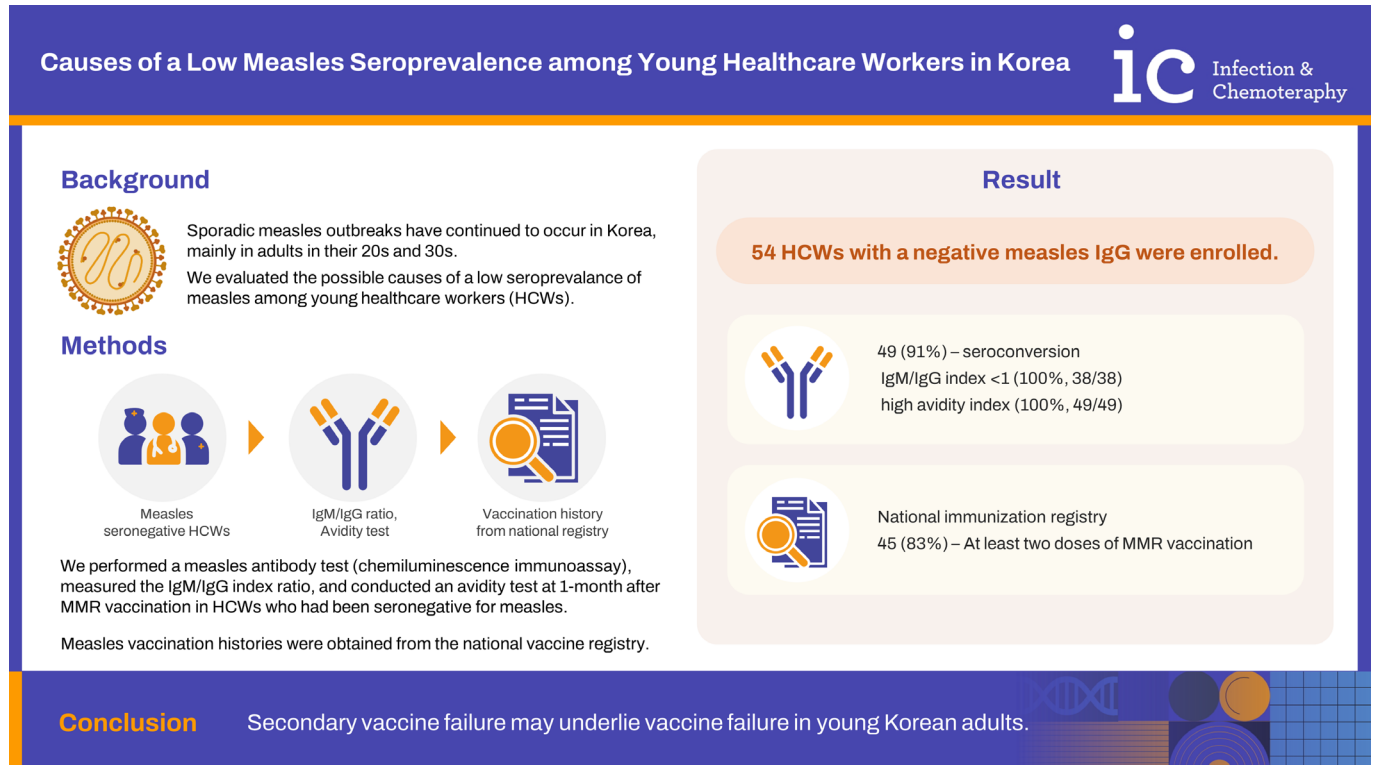 Causes of a Low Measles Seroprevalence among Young Healthcare Workers in Korea
ic
Infection &
Chemoteraphy
Background
Sporadic measles outbreaks have continued to occur in Korea,
mainly in adults in their 20s and 30s.
We evaluated the possible causes of a low seroprevalance of
measles among young healthcare workers (HCWs).
Methods
Measles
seronegative HCWs
IgM/IgG ratio,
Avidity test
Vaccination history
from national registry
We performed a measles antibody test (chemiluminescence immunoassay),
measured the IgM/IgG index ratio, and conducted an avidity test at 1-month after
MMR vaccination in HCWs who had been seronegative for measles.
Measles vaccination histories were obtained from the national vaccine registry.
Result
54 HCWs with a negative measles IgG were enrolled.
49 (91%) – seroconversion
IgM/IgG index <1 (100%, 38/38)
high avidity index (100%, 49/49)
National immunization registry
45 (83%) – At least two doses of MMR vaccination
Conclusion
Secondary vaccine failure may underlie vaccine failure in young Korean adults.